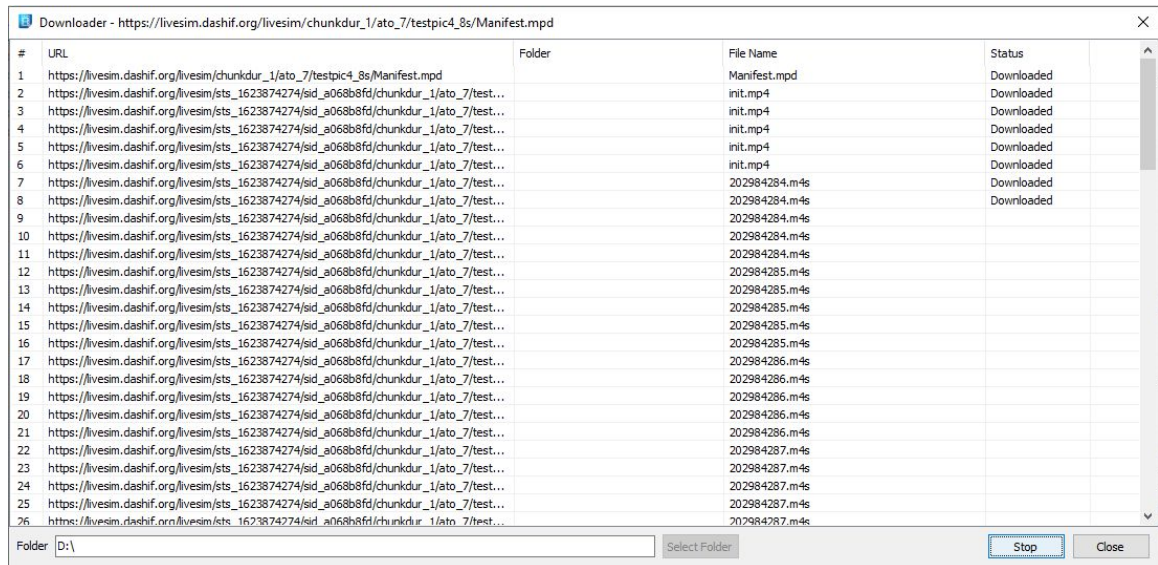 Downloader - https://livesim.dashif.org/livesim/chunkdur_1/ato_7/testpic4_8s/Manifest.mpd
# URL Folder File Name Status
1 https://livesim.dashif.org/livesim/chunkdur_1/ato_7/testpic4_8s/Manifest.mpd Manifest.mpd Downloaded
2 https://livesim.dashif.org/livesim/sts_1623874274/sid_a068b8fd/chunkdur_1/ato_7/test... init.mp4 Downloaded
3 https://livesim.dashif.org/livesim/sts_1623874274/sid_a068b8fd/chunkdur_1/ato_7/test... init.mp4 Downloaded
4 https://livesim.dashif.org/livesim/sts_1623874274/sid_a068b8fd/chunkdur_1/ato_7/test... init.mp4 Downloaded
5 https://livesim.dashif.org/livesim/sts_1623874274/sid_a068b8fd/chunkdur_1/ato_7/test... init.mp4 Downloaded
6 https://livesim.dashif.org/livesim/sts_1623874274/sid_a068b8fd/chunkdur_1/ato_7/test... init.mp4 Downloaded
7 https://livesim.dashif.org/livesim/sts_1623874274/sid_a068b8fd/chunkdur_1/ato_7/test... 202984284.m4s Downloaded
8 https://livesim.dashif.org/livesim/sts_1623874274/sid_a068b8fd/chunkdur_1/ato_7/test... 202984284.m4s Downloaded
9 https://livesim.dashif.org/livesim/sts_1623874274/sid_a068b8fd/chunkdur_1/ato_7/test... 202984284.m4s
10 https://livesim.dashif.org/livesim/sts_1623874274/sid_a068b8fd/chunkdur_1/ato_7/test... 202984284.m4s
11 https://livesim.dashif.org/livesim/sts_1623874274/sid_a068b8fd/chunkdur_1/ato_7/test... 202984284.m4s
12 https://livesim.dashif.org/livesim/sts_1623874274/sid_a068b8fd/chunkdur_1/ato_7/test... 202984285.m4s
13 https://livesim.dashif.org/livesim/sts_1623874274/sid_a068b8fd/chunkdur_1/ato_7/test... 202984285.m4s
14 https://livesim.dashif.org/livesim/sts_1623874274/sid_a068b8fd/chunkdur_1/ato_7/test... 202984285.m4s
15 https://livesim.dashif.org/livesim/sts_1623874274/sid_a068b8fd/chunkdur_1/ato_7/test... 202984285.m4s
16 https://livesim.dashif.org/livesim/sts_1623874274/sid_a068b8fd/chunkdur_1/ato_7/test... 202984285.m4s
17 https://livesim.dashif.org/livesim/sts_1623874274/sid_a068b8fd/chunkdur_1/ato_7/test... 202984286.m4s
18 https://livesim.dashif.org/livesim/sts_1623874274/sid_a068b8fd/chunkdur_1/ato_7/test... 202984286.m4s
19 https://livesim.dashif.org/livesim/sts_1623874274/sid_a068b8fd/chunkdur_1/ato_7/test... 202984286.m4s
20 https://livesim.dashif.org/livesim/sts_1623874274/sid_a068b8fd/chunkdur_1/ato_7/test... 202984286.m4s
21 https://livesim.dashif.org/livesim/sts_1623874274/sid_a068b8fd/chunkdur_1/ato_7/test... 202984286.m4s
22 https://livesim.dashif.org/livesim/sts_1623874274/sid_a068b8fd/chunkdur_1/ato_7/test... 202984287.m4s
23 https://livesim.dashif.org/livesim/sts_1623874274/sid_a068b8fd/chunkdur_1/ato_7/test... 202984287.m4s
24 https://livesim.dashif.org/livesim/sts_1623874274/sid_a068b8fd/chunkdur_1/ato_7/test... 202984287.m4s
25 https://livesim.dashif.org/livesim/sts_1623874274/sid_a068b8fd/chunkdur_1/ato_7/test... 202984287.m4s
26 https://livesim.dashif.org/livesim/sts_1623874274/sid_a068b8fd/chunkdur_1/ato_7/test... 202984287.m4s
Folder D:\ Select Folder Stop Close